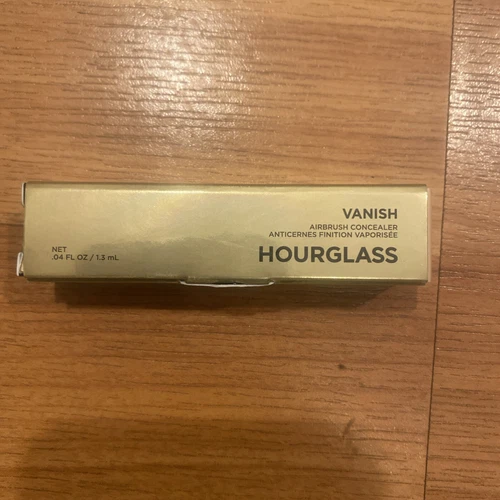 VANISH
AIRBRUSH CONCEALER
ANTICERNES FINITION VAPORISÉE
HOURGLASS
NET
.04 FL OZ / 1.3 mL